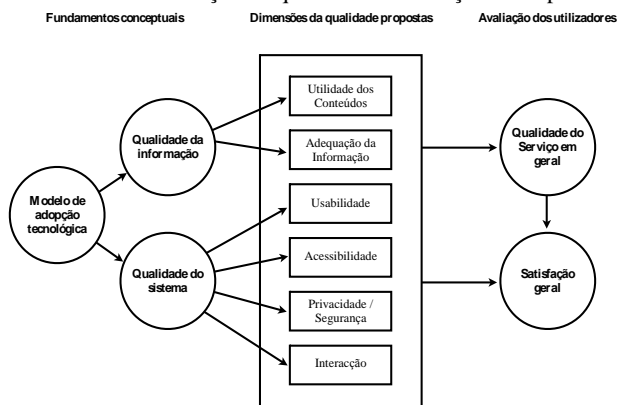 Fundamentos conceptuais
Dimensões da qualidade propostas
Avaliação dos utilizadores
Modelo de
adopção
tecnológica
Qualidade da
informação
Qualidade do
sistema
Utilidade dos
Conteúdos
Adequação da
Informação
Usabilidade
Acessibilidade
Privacidade /
Segurança
Interacção
Qualidade do
Serviço em
geral
Satisfação
geral